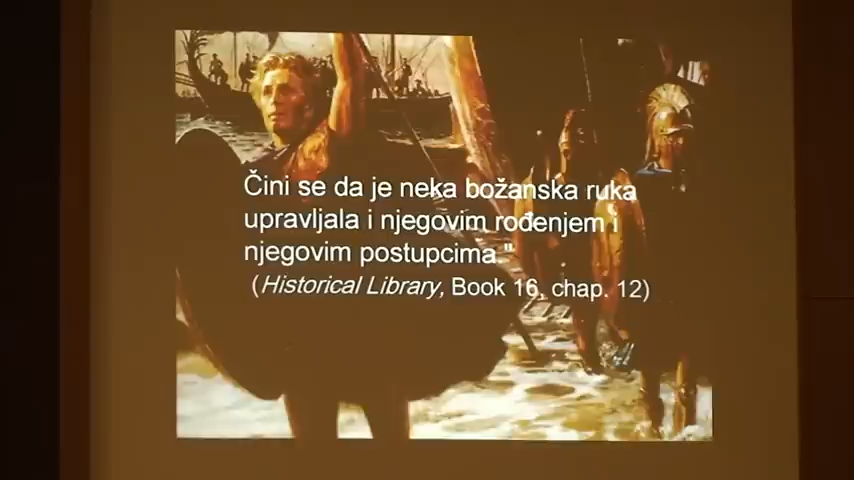 Čini se da je neka božanska ruka
upravljala i njegovim rođenjem i
njegovim postupcima."
(Historical Library, Book 16, chap. 12)